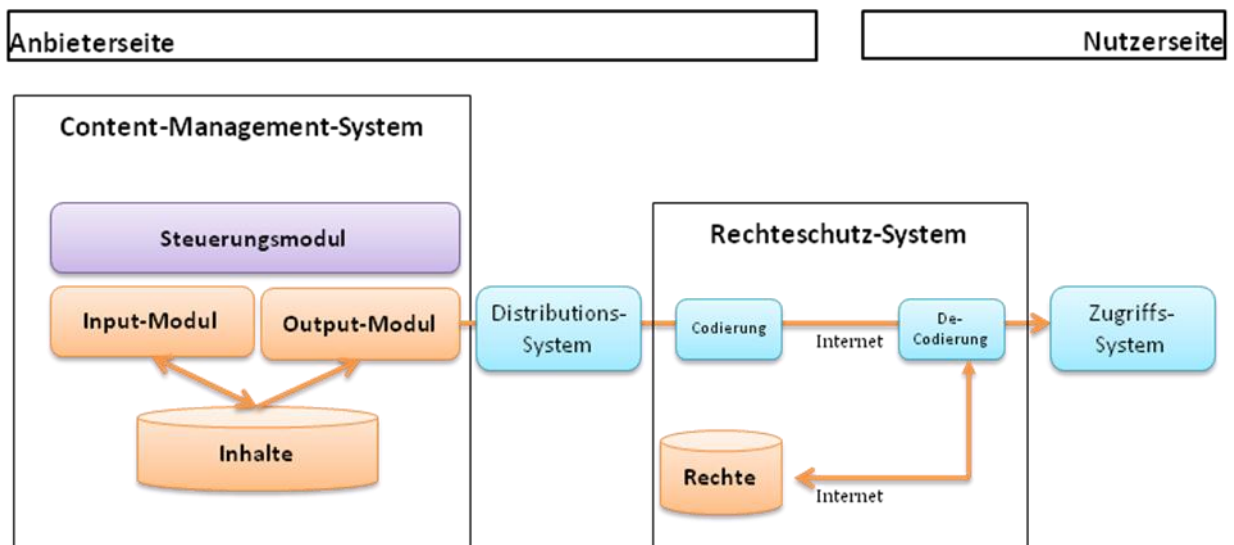 Anbieterseite
Nutzerseite
Content-Management-System
Steuerungsmodul
Input-Modul
Output-Modul
Inhalte
Distributions-
System
Rechteschutz-System
Codierung
Internet
De-
Codierung
Rechte
Internet
Zugriffs-
System